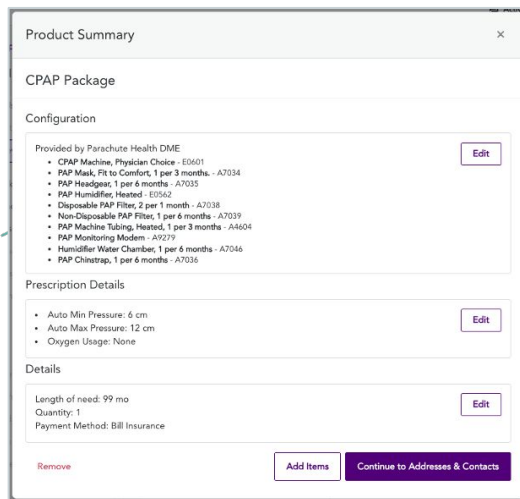 Product Summary ×
CPAP Package
Configuration
Provided by Parachute Health DME
Edit
• CPAP Machine, Physician Choice - E0601
• PAP Mask, Fit to Comfort, 1 per 3 months. - A7034
• PAP Headgear, 1 per 6 months - A7035
• PAP Humidifier, Heated - E0562
• Disposable PAP Filter, 2 per 1 month - A7038
• Non-Disposable PAP Filter, 1 per 6 months - A7039
• PAP Machine Tubing, Heated, 1 per 3 months - A4604
• PAP Monitoring Modem - A9279
• Humidifier Water Chamber, 1 per 6 months - A7046
• PAP Chinstrap, 1 per 6 months - A7036
Prescription Details
• Auto Min Pressure: 6 cm
Edit
• Auto Max Pressure: 12 cm
• Oxygen Usage: None
Details
Length of need: 99 mo
Edit
Quantity: 1
Payment Method: Bill Insurance
Remove Add Items Continue to Addresses & Contacts